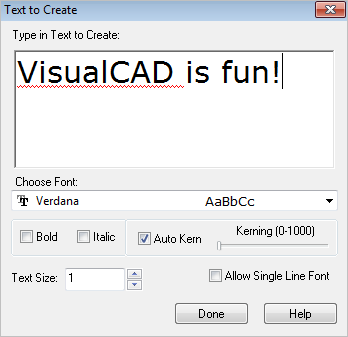 Text to Create
Type in Text to Create:
VisualCAD is fun!
Choose Font:
Verdana AaBbCc
Bold Italic Auto Kern Kerning (0-1000)
Text Size: 1 Allow Single Line Font
Done Help